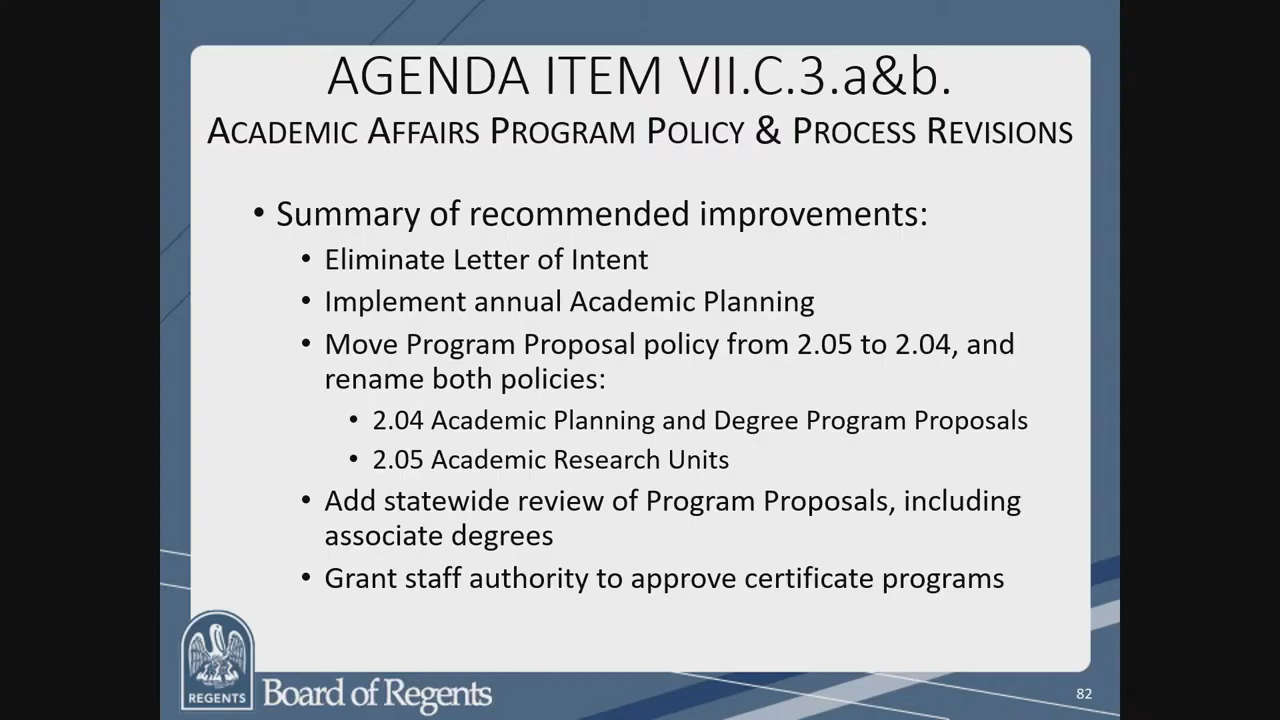 AGENDA ITEM VII.C.3.a&b.
ACADEMIC AFFAIRS PROGRAM POLICY & PROCESS REVISIONS
• Summary of recommended improvements:
• Eliminate Letter of Intent
• Implement annual Academic Planning
• Move Program Proposal policy from 2.05 to 2.04, and
rename both policies:
• 2.04 Academic Planning and Degree Program Proposals
• 2.05 Academic Research Units
• Add statewide review of Program Proposals, including
associate degrees
• Grant staff authority to approve certificate programs
REGENTS
Board of Regents
82